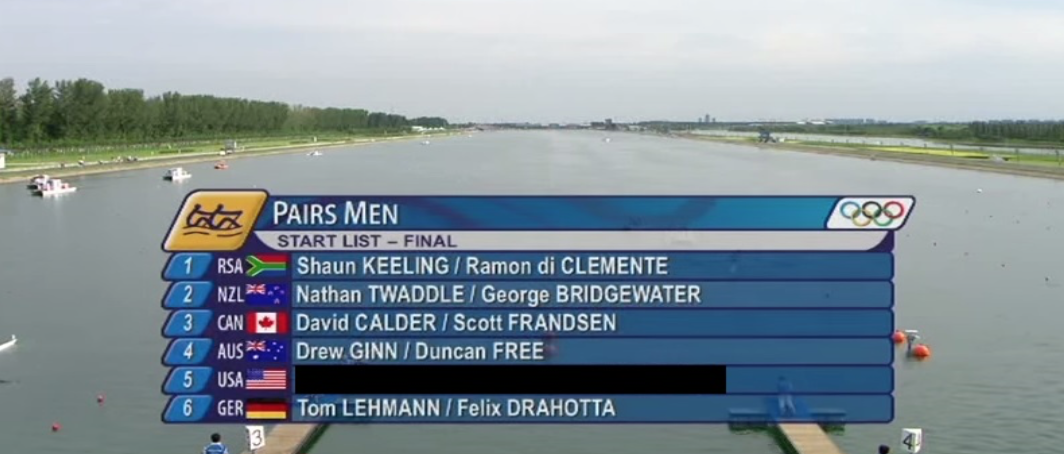 PAIRS MEN
START LIST – FINAL
1 RSA Shaun KEELING / Ramon di CLEMENTE
2 NZL Nathan TWADDLE / George BRIDGEWATER
3 CAN David CALDER / Scott FRANDSEN
4 AUS Drew GINN / Duncan FREE
5 USA
6 GER Tom LEHMANN / Felix DRAHOTTA
3
4